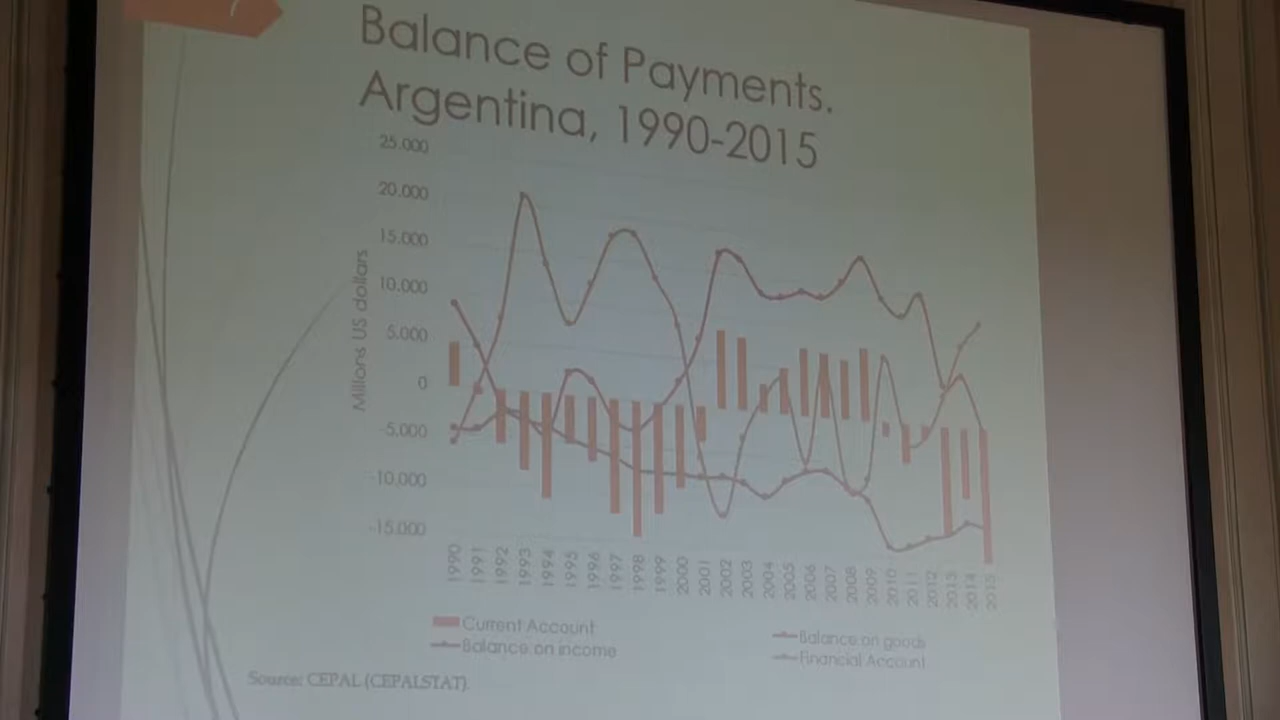 Balance of Payments.
Argentina, 1990-2015
25.000
20.000
15.000
10.000
5.000
0
-5.000
-10.000
-15.000
Millions US dollars
1990 1991 1992 1993 1994 1995 1996 1997 1998 1999 2000 2001 2002 2003 2004 2005 2006 2007 2008 2009 2010 2011 2012 2013 2014 2015
Current Account
Balance on goods
Balance on income
Financial Account
Source: CEPAL (CEPALSTAT).